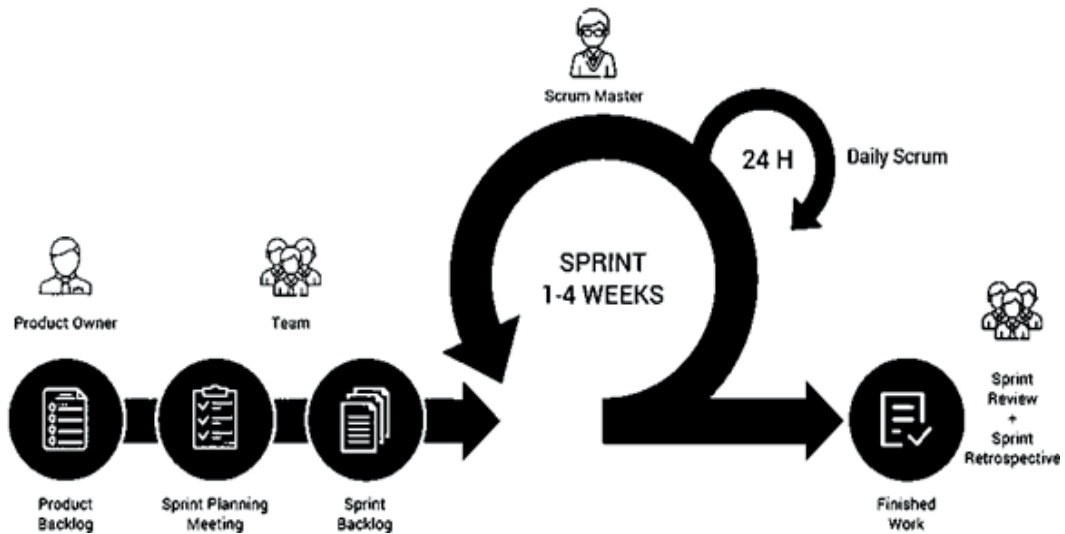 Scrum Master
24 H
Daily Scrum
SPRINT
1-4 WEEKS
Product Owner
Team
Sprint
Review
+
Sprint
Retrospective
Product
Backlog
Sprint Planning
Meeting
Sprint
Backlog
Finished
Work